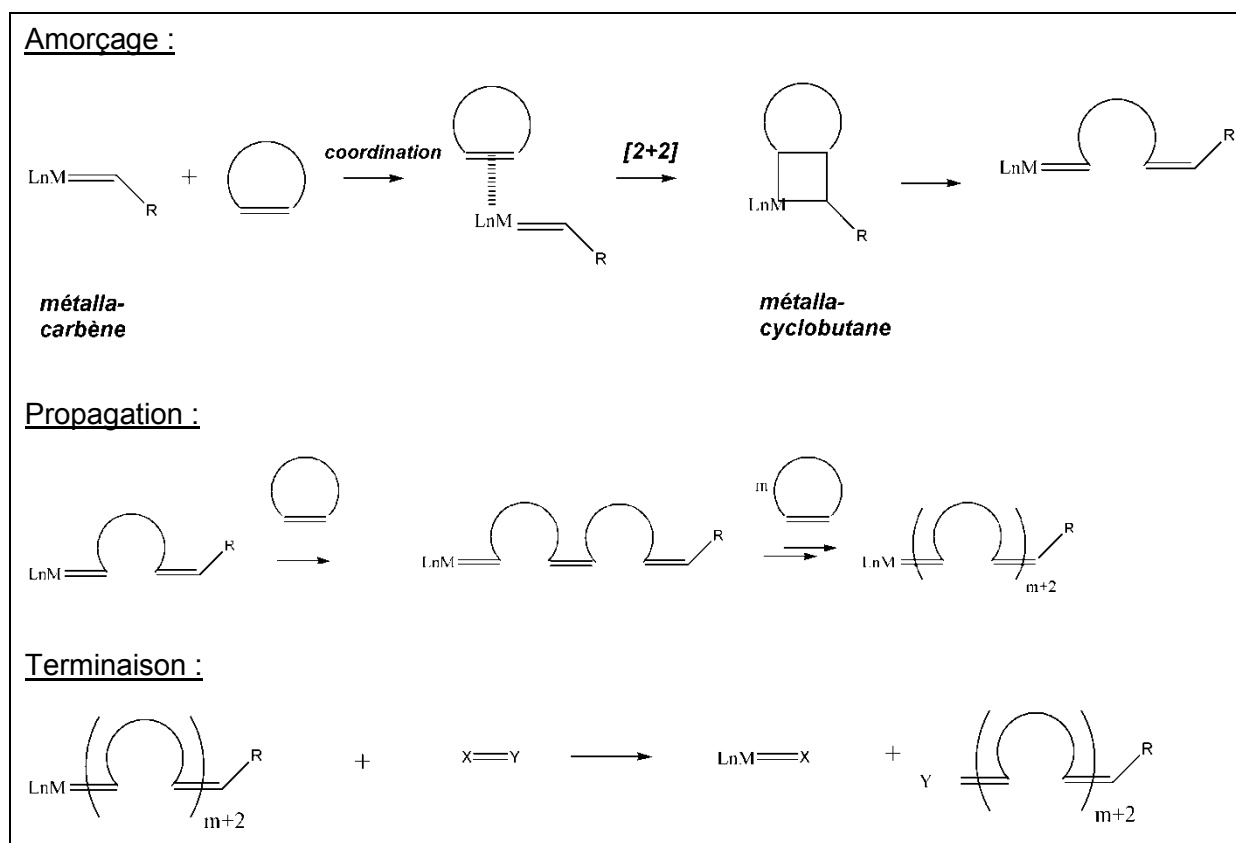 Amorçage :
LnM
R
+
coordination
LnM
R
[2+2]
LnM
R
LnM
R
métalla-
carbène
métalla-
cyclobutane
Propagation :
LnM
R
LnM
R
m
LnM
R
m+2
Terminaison :
LnM
R
m+2
+
X
Y
LnM
X
+
Y
R
m+2